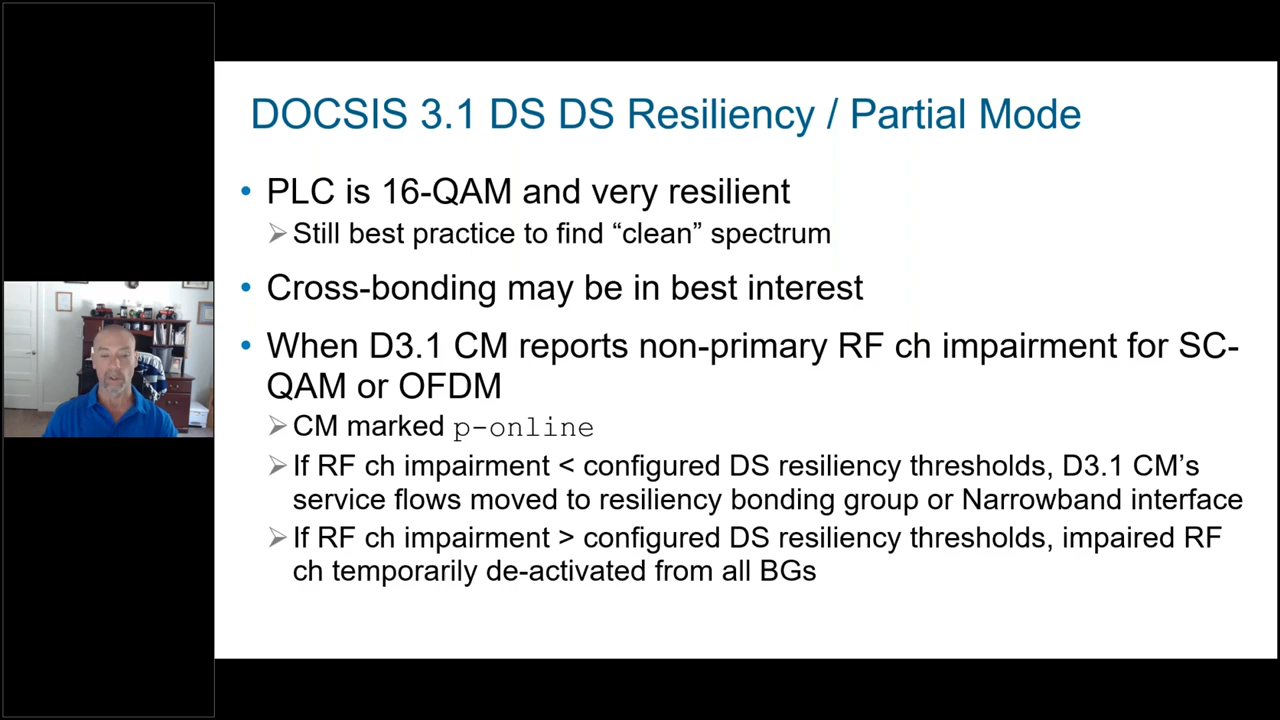 DOCSIS 3.1 DS DS Resiliency / Partial Mode
• PLC is 16-QAM and very resilient
➢ Still best practice to find “clean” spectrum
• Cross-bonding may be in best interest
• When D3.1 CM reports non-primary RF ch impairment for SC-
QAM or OFDM
➢ CM marked p-online
➢ If RF ch impairment < configured DS resiliency thresholds, D3.1 CM’s
service flows moved to resiliency bonding group or Narrowband interface
➢ If RF ch impairment > configured DS resiliency thresholds, impaired RF
ch temporarily de-activated from all BGs